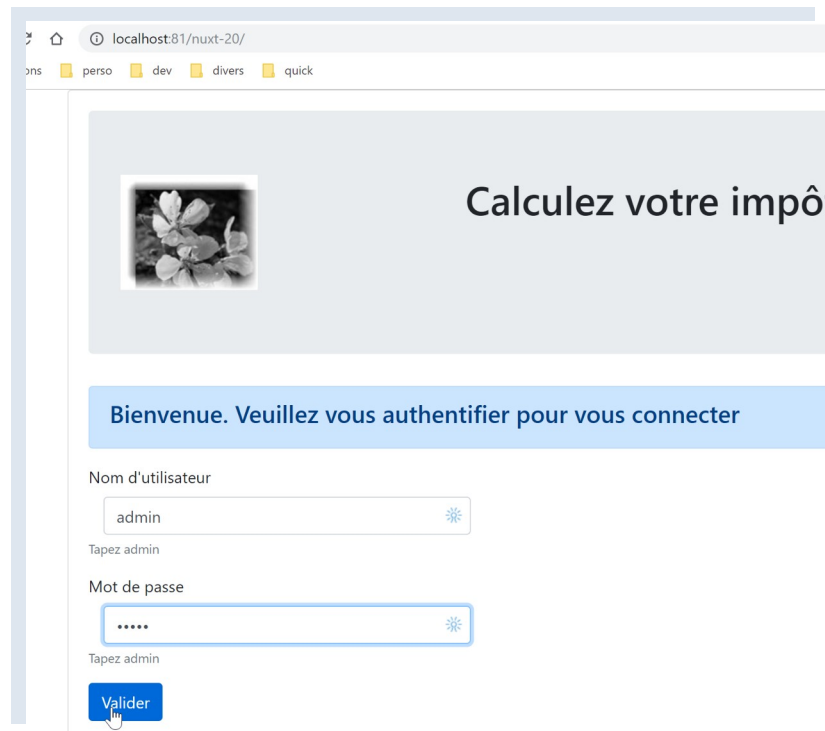 localhost:81/nuxt-20/
ons perso dev divers quick
Calculez votre impô
Bienvenue. Veuillez vous authentifier pour vous connecter
Nom d'utilisateur
admin
Tapez admin
Mot de passe
•••••
Tapez admin
Valider